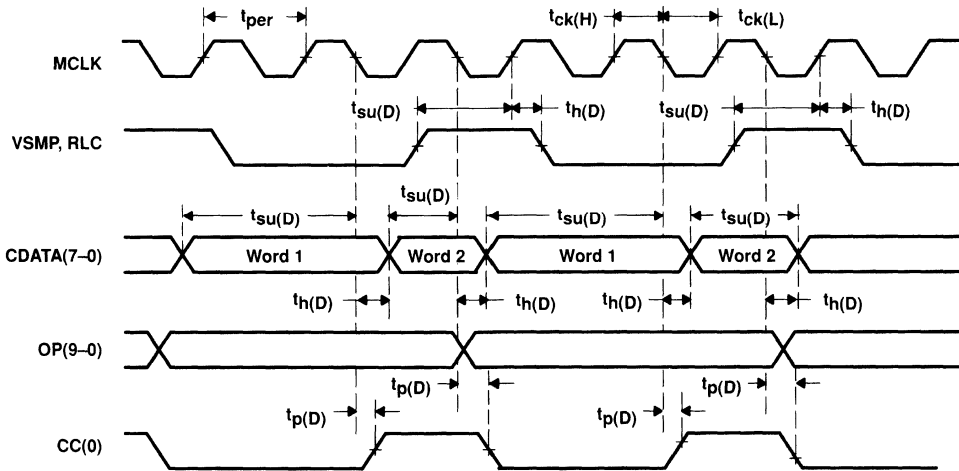 tper
tck(H)
tck(L)
MCLK
tsu(D)
th(D)
tsu(D)
th(D)
VSMP, RLC
tsu(D)
tsu(D)
tsu(D)
tsu(D)
CDATA(7–0)
Word 1
Word 2
Word 1
Word 2
th(D)
th(D)
th(D)
th(D)
OP(9–0)
tp(D)
tp(D)
tp(D)
tp(D)
CC(0)